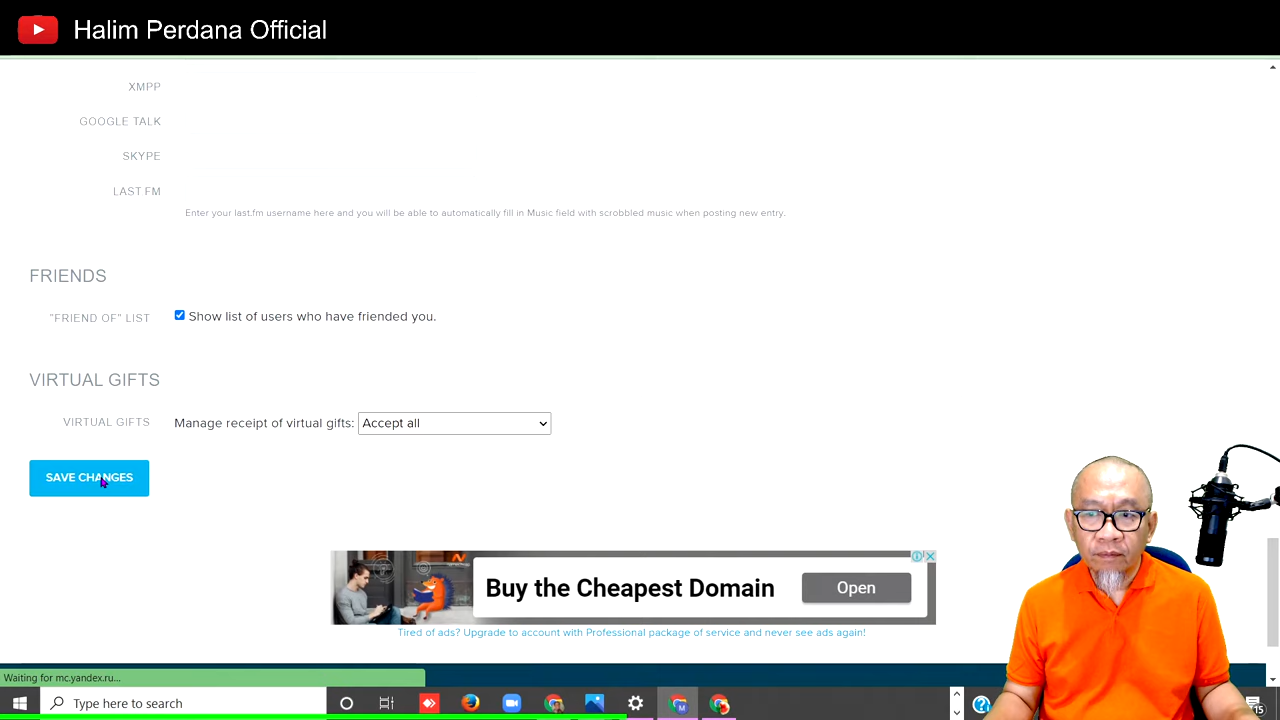 Halim Perdana Official
XMPP
GOOGLE TALK
SKYPE
LAST FM
Enter your last.fm username here and you will be able to automatically fill in Music field with scrobbled music when posting new entry.
FRIENDS
"FRIEND OF" LIST
Show list of users who have friended you.
VIRTUAL GIFTS
VIRTUAL GIFTS
Manage receipt of virtual gifts: Accept all
SAVE CHANGES
Buy the Cheapest Domain
Open
Tired of ads? Upgrade to account with Professional package of service and never see ads again!
Waiting for mc.yandex.ru...
Type here to search
15